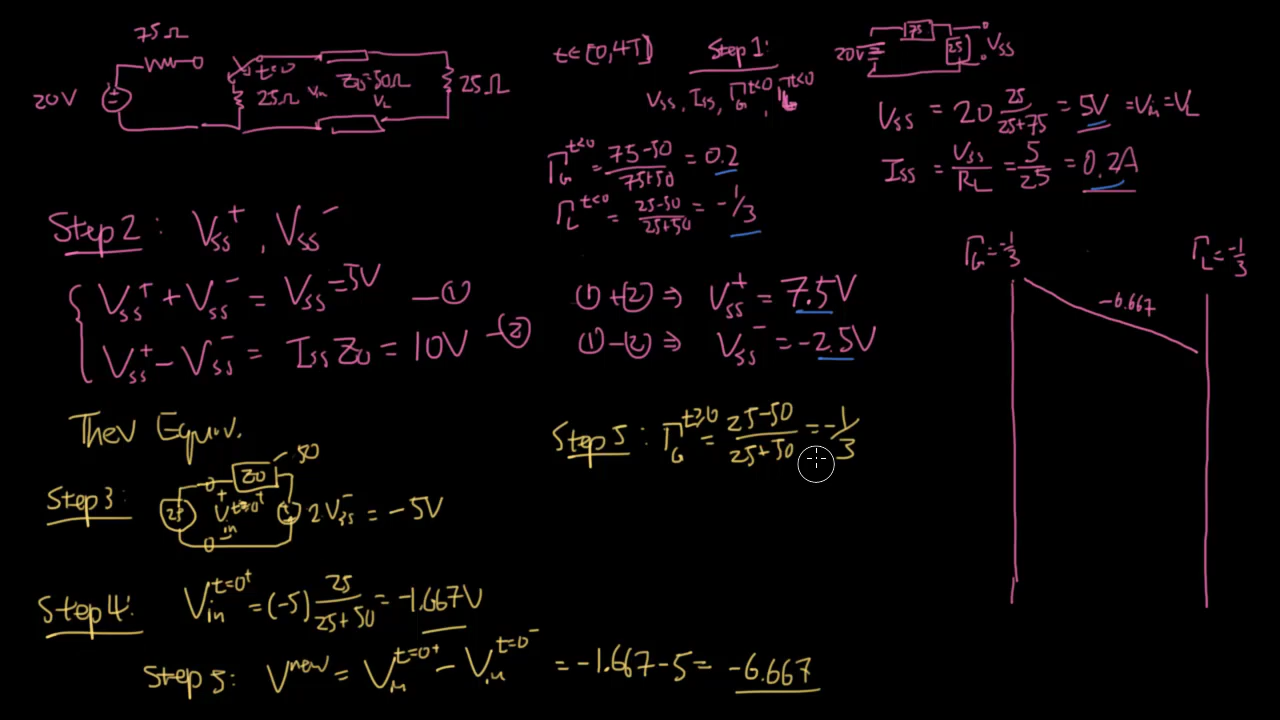 75Ω
20V
t=0
25Ω
Vin
Z0=50Ω
VL
25Ω
t∈[0,4T]
Step 1:
Vss, Iss, Γ_G^{t<0}, Γ_L^{t<0}
75
20V
25
Vss
Vss = 20 25/(25+75) = 5V = Vin = VL
Iss = Vss/RL = 5/25 = 0.2A
Γ_G^{t<0} = (75-50)/(75+50) = 0.2
Γ_L^{t<0} = (25-50)/(25+50) = -1/3
Step 2: Vss⁺, Vss⁻
Vss⁺ + Vss⁻ = Vss = 5V —①
Vss⁺ - Vss⁻ = Iss Z0 = 10V -②
①+② ⇒ Vss⁺ = 7.5V
①-② ⇒ Vss⁻ = -2.5V
Γ_G = -1/3
Γ_L = -1/3
-6.667
Thev Equiv.
Step 3:
Z0
50
25
+
Vin^{t=0⁺}
-
2Vss⁻ = -5V
Step 4:
Vin^{t=0⁺} = (-5) 25/(25+50) = -1.667V
Step 5: V^{new} = Vin^{t=0⁺} - Vin^{t=0⁻} = -1.667-5 = -6.667
Step 5: Γ_G^{t≥0} = (25-50)/(25+50) = -1/3